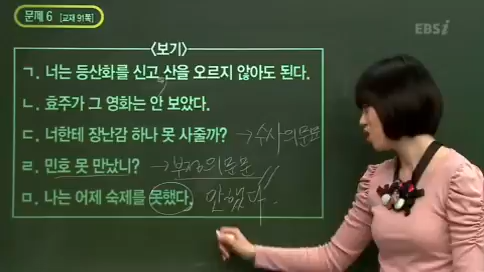 문제 6 [교재 91쪽]
EBSi
<보기>
ㄱ. 너는 등산화를 신고 산을 오르지 않아도 된다.
ㄴ. 효주가 그 영화는 안 보았다.
ㄷ. 너한테 장난감 하나 못 사줄까? → 수사의문문
ㄹ. 민호 못 만났니? → 부정의문문
ㅁ. 나는 어제 숙제를 못했다. 안했다.